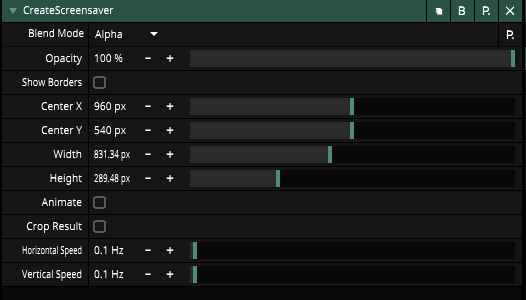 CreateScreensaver B P.
Blend Mode Alpha P.
Opacity 100 % - +
Show Borders
Center X 960 px - +
Center Y 540 px - +
Width 831.34 px - +
Height 289.48 px - +
Animate
Crop Result
Horizontal Speed 0.1 Hz - +
Vertical Speed 0.1 Hz - +